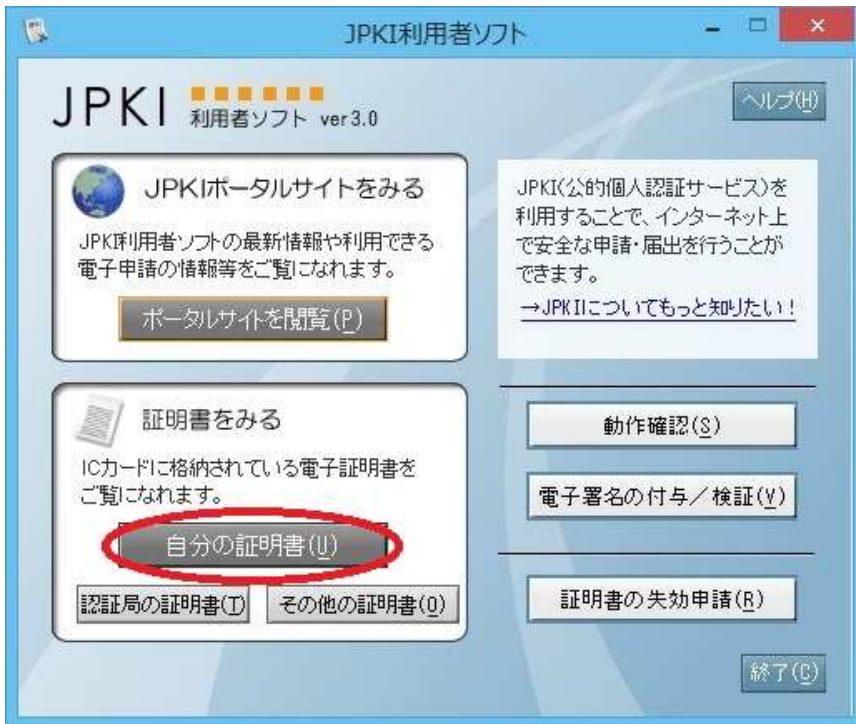 JPKI利用者ソフト
JPKI
利用者ソフト ver3.0
ヘルプ(H)
JPKIポータルサイトをみる
JPKI利用者ソフトの最新情報や利用できる
電子申請の情報等をご覧になれます。
ポータルサイトを閲覧(P)
JPKI(公的個人認証サービス)を
利用することで、インターネット上
で安全な申請・届出を行うことが
できます。
→JPKIについてもっと知りたい!
証明書をみる
ICカードに格納されている電子証明書を
ご覧になれます。
自分の証明書(U)
認証局の証明書(T)
その他の証明書(O)
動作確認(S)
電子署名の付与/検証(V)
証明書の失効申請(R)
終了(C)